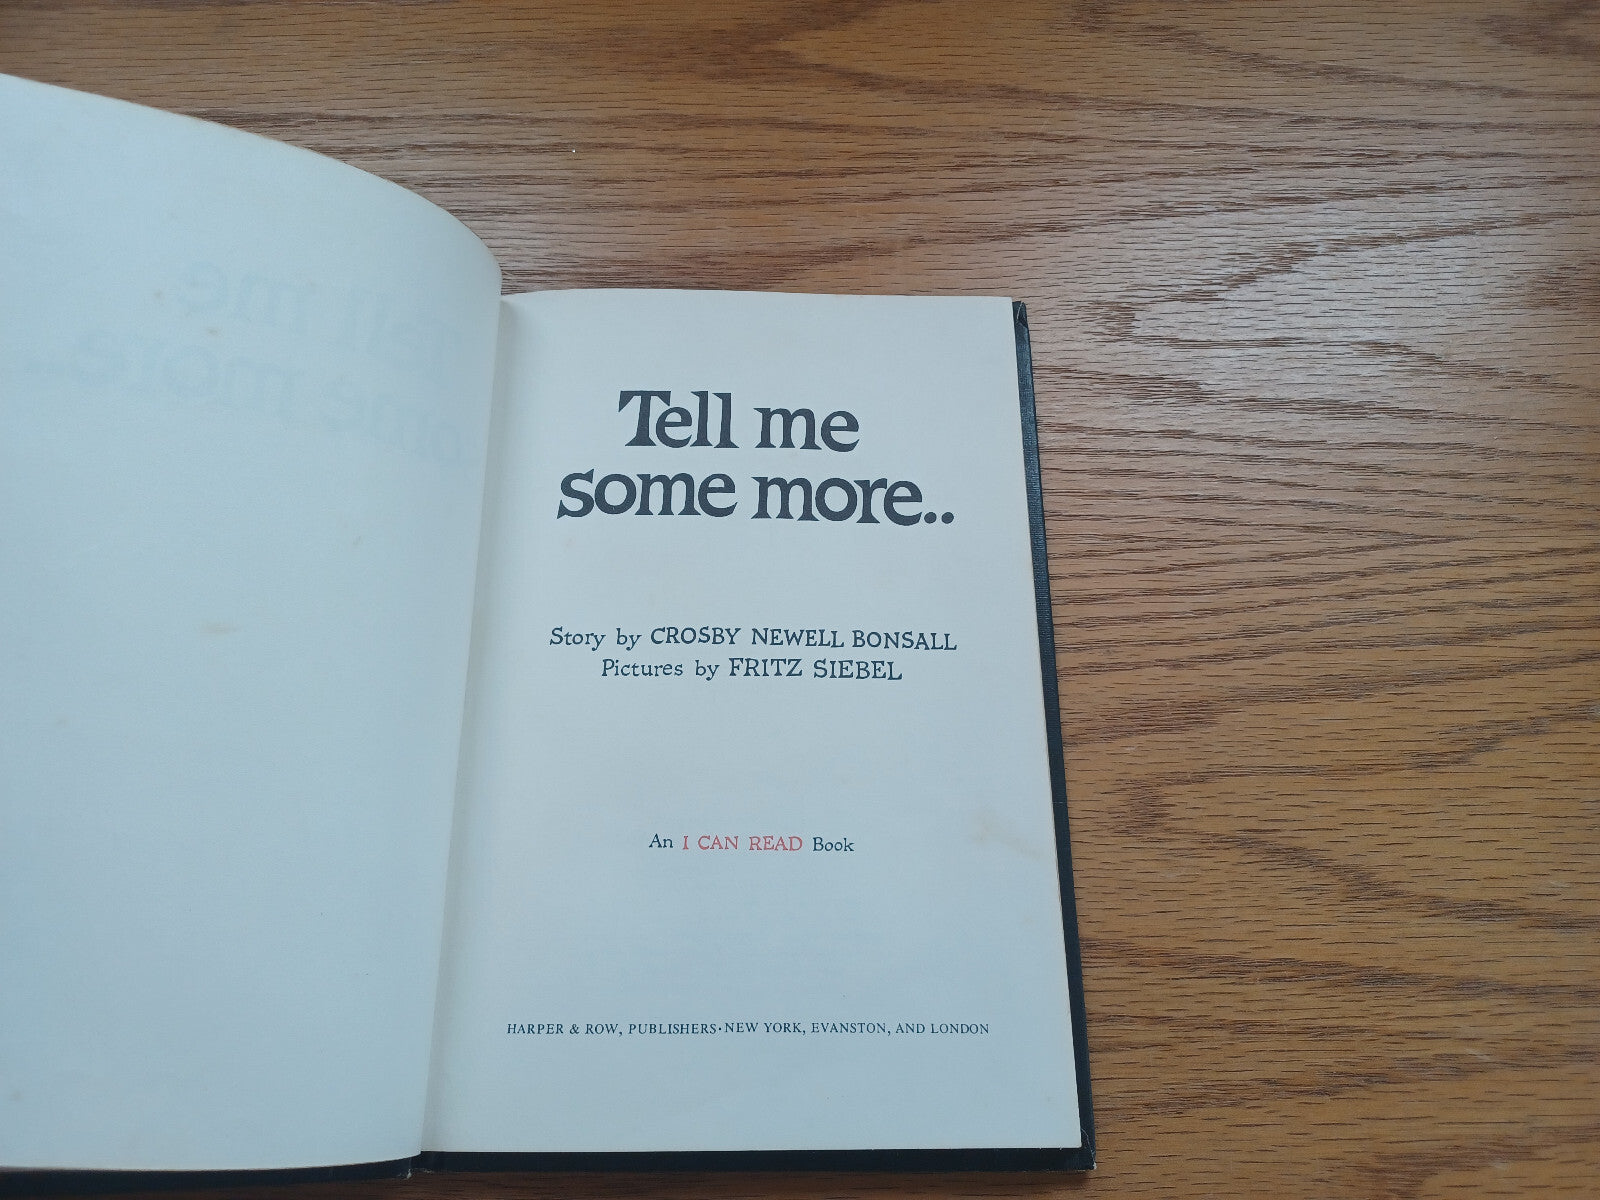 Tell me
some more..
Story by CROSBY NEWELL BONSALL
Pictures by FRITZ SIEBEL
An I CAN READ Book
HARPER & ROW, PUBLISHERS • NEW YORK, EVANSTON, AND LONDON